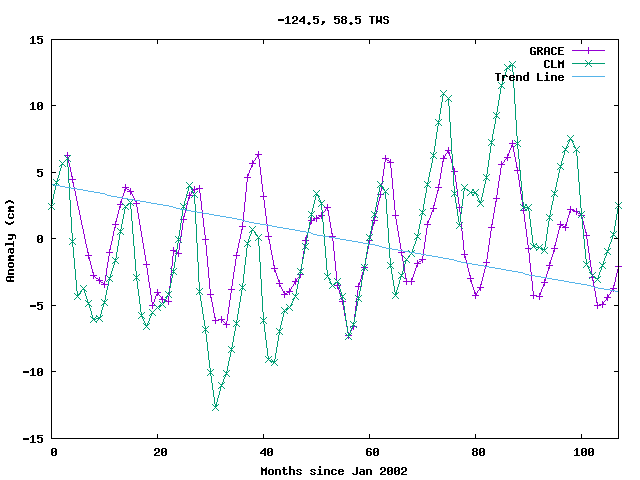 -124.5, 58.5 TWS
GRACE
CLM
Trend Line
15
10
5
0
-5
-10
-15
Anomaly (cm)
0 20 40 60 80 100
Months since Jan 2002